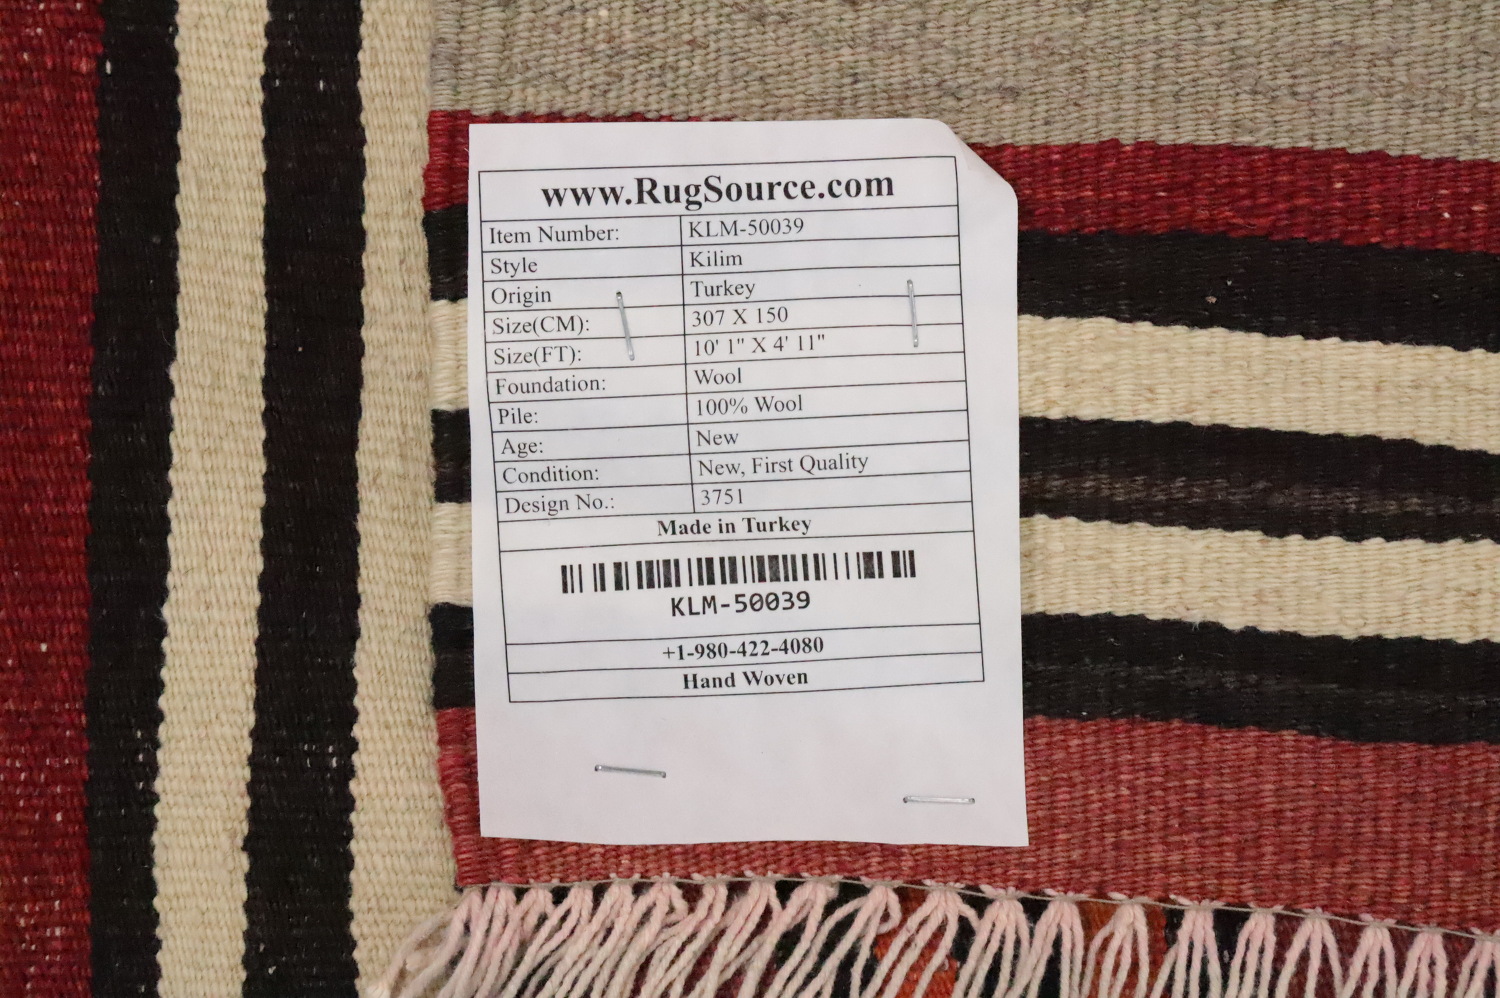 www.RugSource.com
Item Number: KLM-50039
Style Kilim
Origin Turkey
Size(CM): 307 X 150
Size(FT): 10' 1" X 4' 11"
Foundation: Wool
Pile: 100% Wool
Age: New
Condition: New, First Quality
Design No.: 3751
Made in Turkey
KLM-50039
+1-980-422-4080
Hand Woven